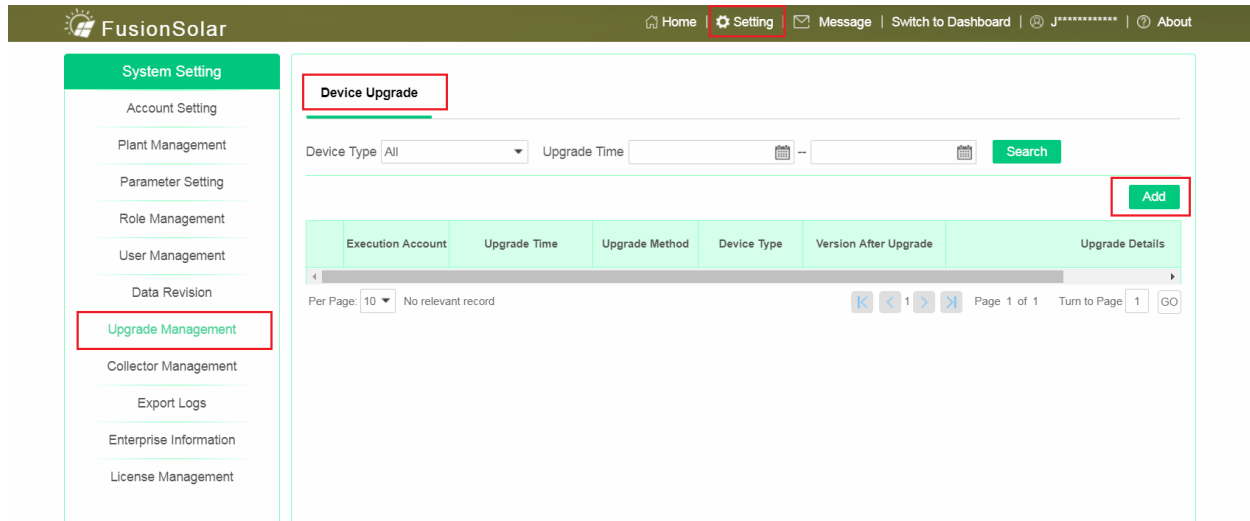 FusionSolar
Home | Setting | Message | Switch to Dashboard | J************ | About
System Setting
Account Setting
Plant Management
Parameter Setting
Role Management
User Management
Data Revision
Upgrade Management
Collector Management
Export Logs
Enterprise Information
License Management
Device Upgrade
Device Type All Upgrade Time -- Search
Add
Execution Account Upgrade Time Upgrade Method Device Type Version After Upgrade Upgrade Details
Per Page: 10 No relevant record 1 Page 1 of 1 Turn to Page 1 GO